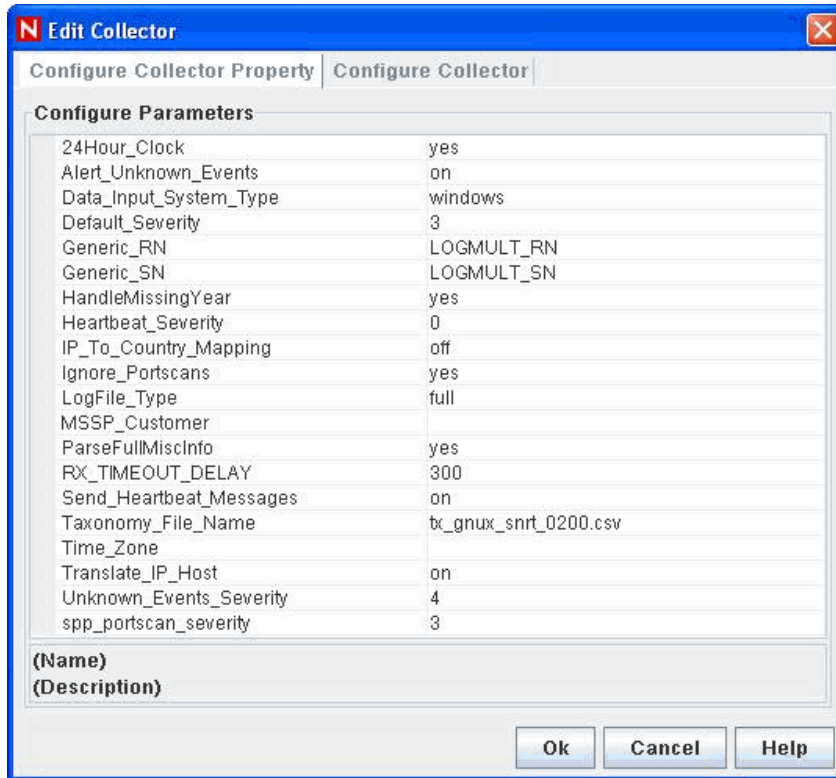 N Edit Collector
Configure Collector Property Configure Collector
Configure Parameters
24Hour_Clock yes
Alert_Unknown_Events on
Data_Input_System_Type windows
Default_Severity 3
Generic_RN LOGMULT_RN
Generic_SN LOGMULT_SN
HandleMissingYear yes
Heartbeat_Severity 0
IP_To_Country_Mapping off
Ignore_Portscans yes
LogFile_Type full
MSSP_Customer
ParseFullMiscInfo yes
RX_TIMEOUT_DELAY 300
Send_Heartbeat_Messages on
Taxonomy_File_Name tx_gnux_snrt_0200.csv
Time_Zone
Translate_IP_Host on
Unknown_Events_Severity 4
spp_portscan_severity 3
(Name)
(Description)
Ok Cancel Help